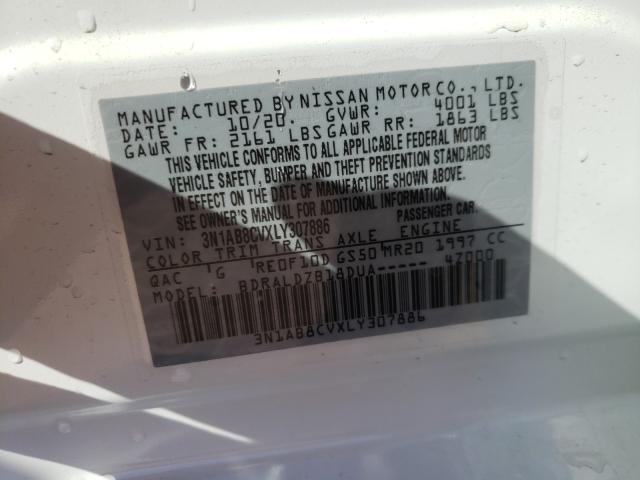 MANUFACTURED BY NISSAN MOTOR CO., LTD.
DATE: 10/20. GVWR: 4001 LBS
GAWR FR: 2161 LBS GAWR RR: 1863 LBS
THIS VEHICLE CONFORMS TO ALL APPLICABLE FEDERAL MOTOR
VEHICLE SAFETY, BUMPER AND THEFT PREVENTION STANDARDS
IN EFFECT ON THE DATE OF MANUFACTURE SHOWN ABOVE.
SEE OWNER'S MANUAL FOR ADDITIONAL INFORMATION.
VIN: 3N1AB8CVXLY307886 PASSENGER CAR.
COLOR TRIM TRANS AXLE ENGINE
QAC G RE0F10D GS50 MR20 1997 CC
MODEL: BDRALDZB18DUA----- 4Z000
3N1AB8CVXLY307886